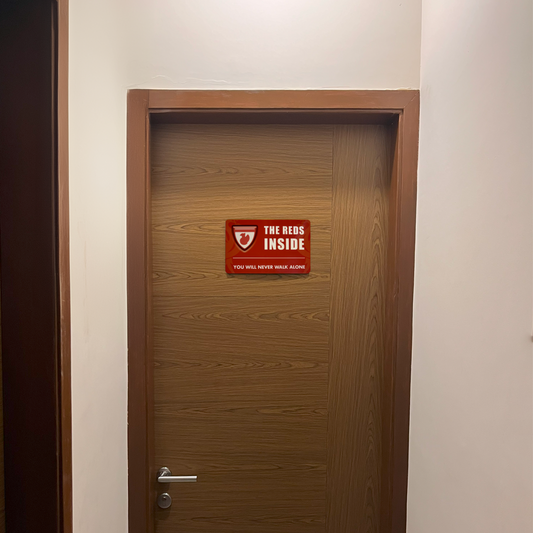 THE REDS
INSIDE
YOU WILL NEVER WALK ALONE